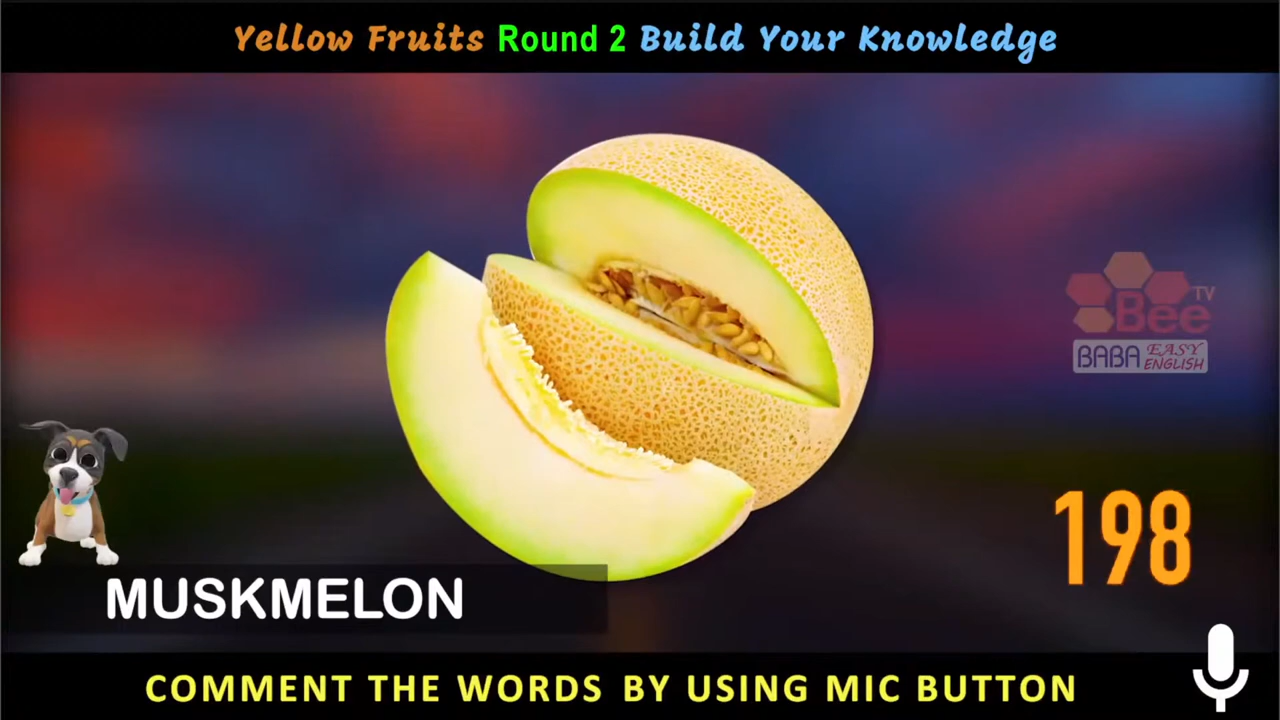 Yellow Fruits Round 2 Build Your Knowledge
Bee TV
BABA EASY ENGLISH
198
MUSKMELON
COMMENT THE WORDS BY USING MIC BUTTON